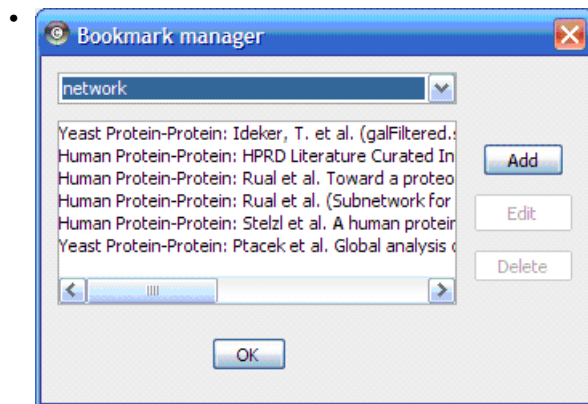 Bookmark manager
network
Yeast Protein-Protein: Ideker, T. et al. (galFiltered.s
Human Protein-Protein: HPRD Literature Curated In
Human Protein-Protein: Rual et al. Toward a proteo
Human Protein-Protein: Rual et al. (Subnetwork for
Human Protein-Protein: Stelzl et al. A human protein
Yeast Protein-Protein: Ptacek et al. Global analysis o
Add
Edit
Delete
OK